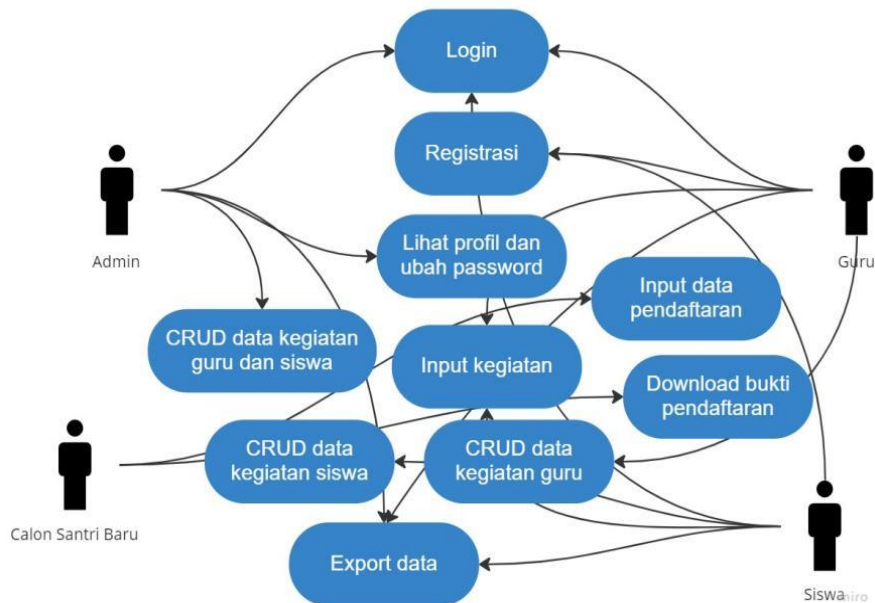 Login
Registrasi
Admin
Lihat profil dan
ubah password
Guru
Input data
pendaftaran
CRUD data kegiatan
guru dan siswa
Input kegiatan
Download bukti
pendaftaran
CRUD data
kegiatan siswa
CRUD data
kegiatan guru
Calon Santri Baru
Export data
Siswa
miro